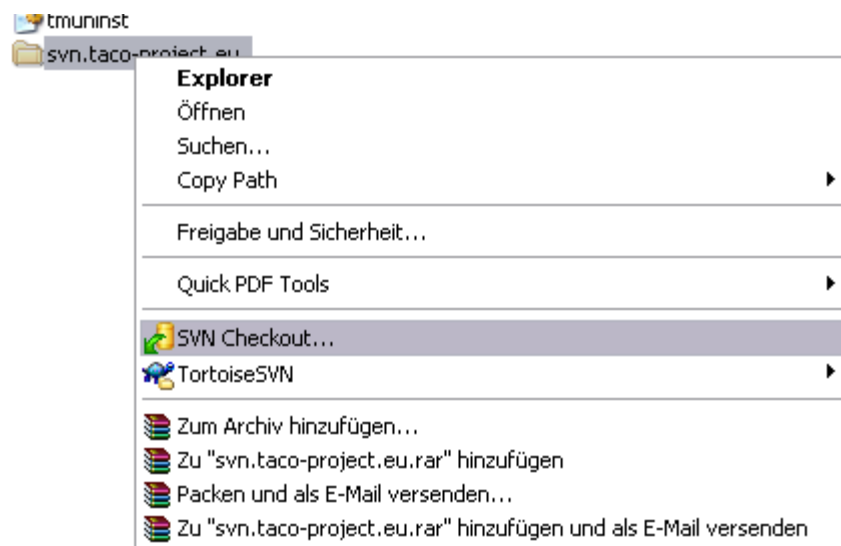 tmuninst
svn.taco-project.eu
Explorer
Öffnen
Suchen...
Copy Path
Freigabe und Sicherheit...
Quick PDF Tools
SVN Checkout...
TortoiseSVN
Zum Archiv hinzufügen...
Zu "svn.taco-project.eu.rar" hinzufügen
Packen und als E-Mail versenden...
Zu "svn.taco-project.eu.rar" hinzufügen und als E-Mail versenden